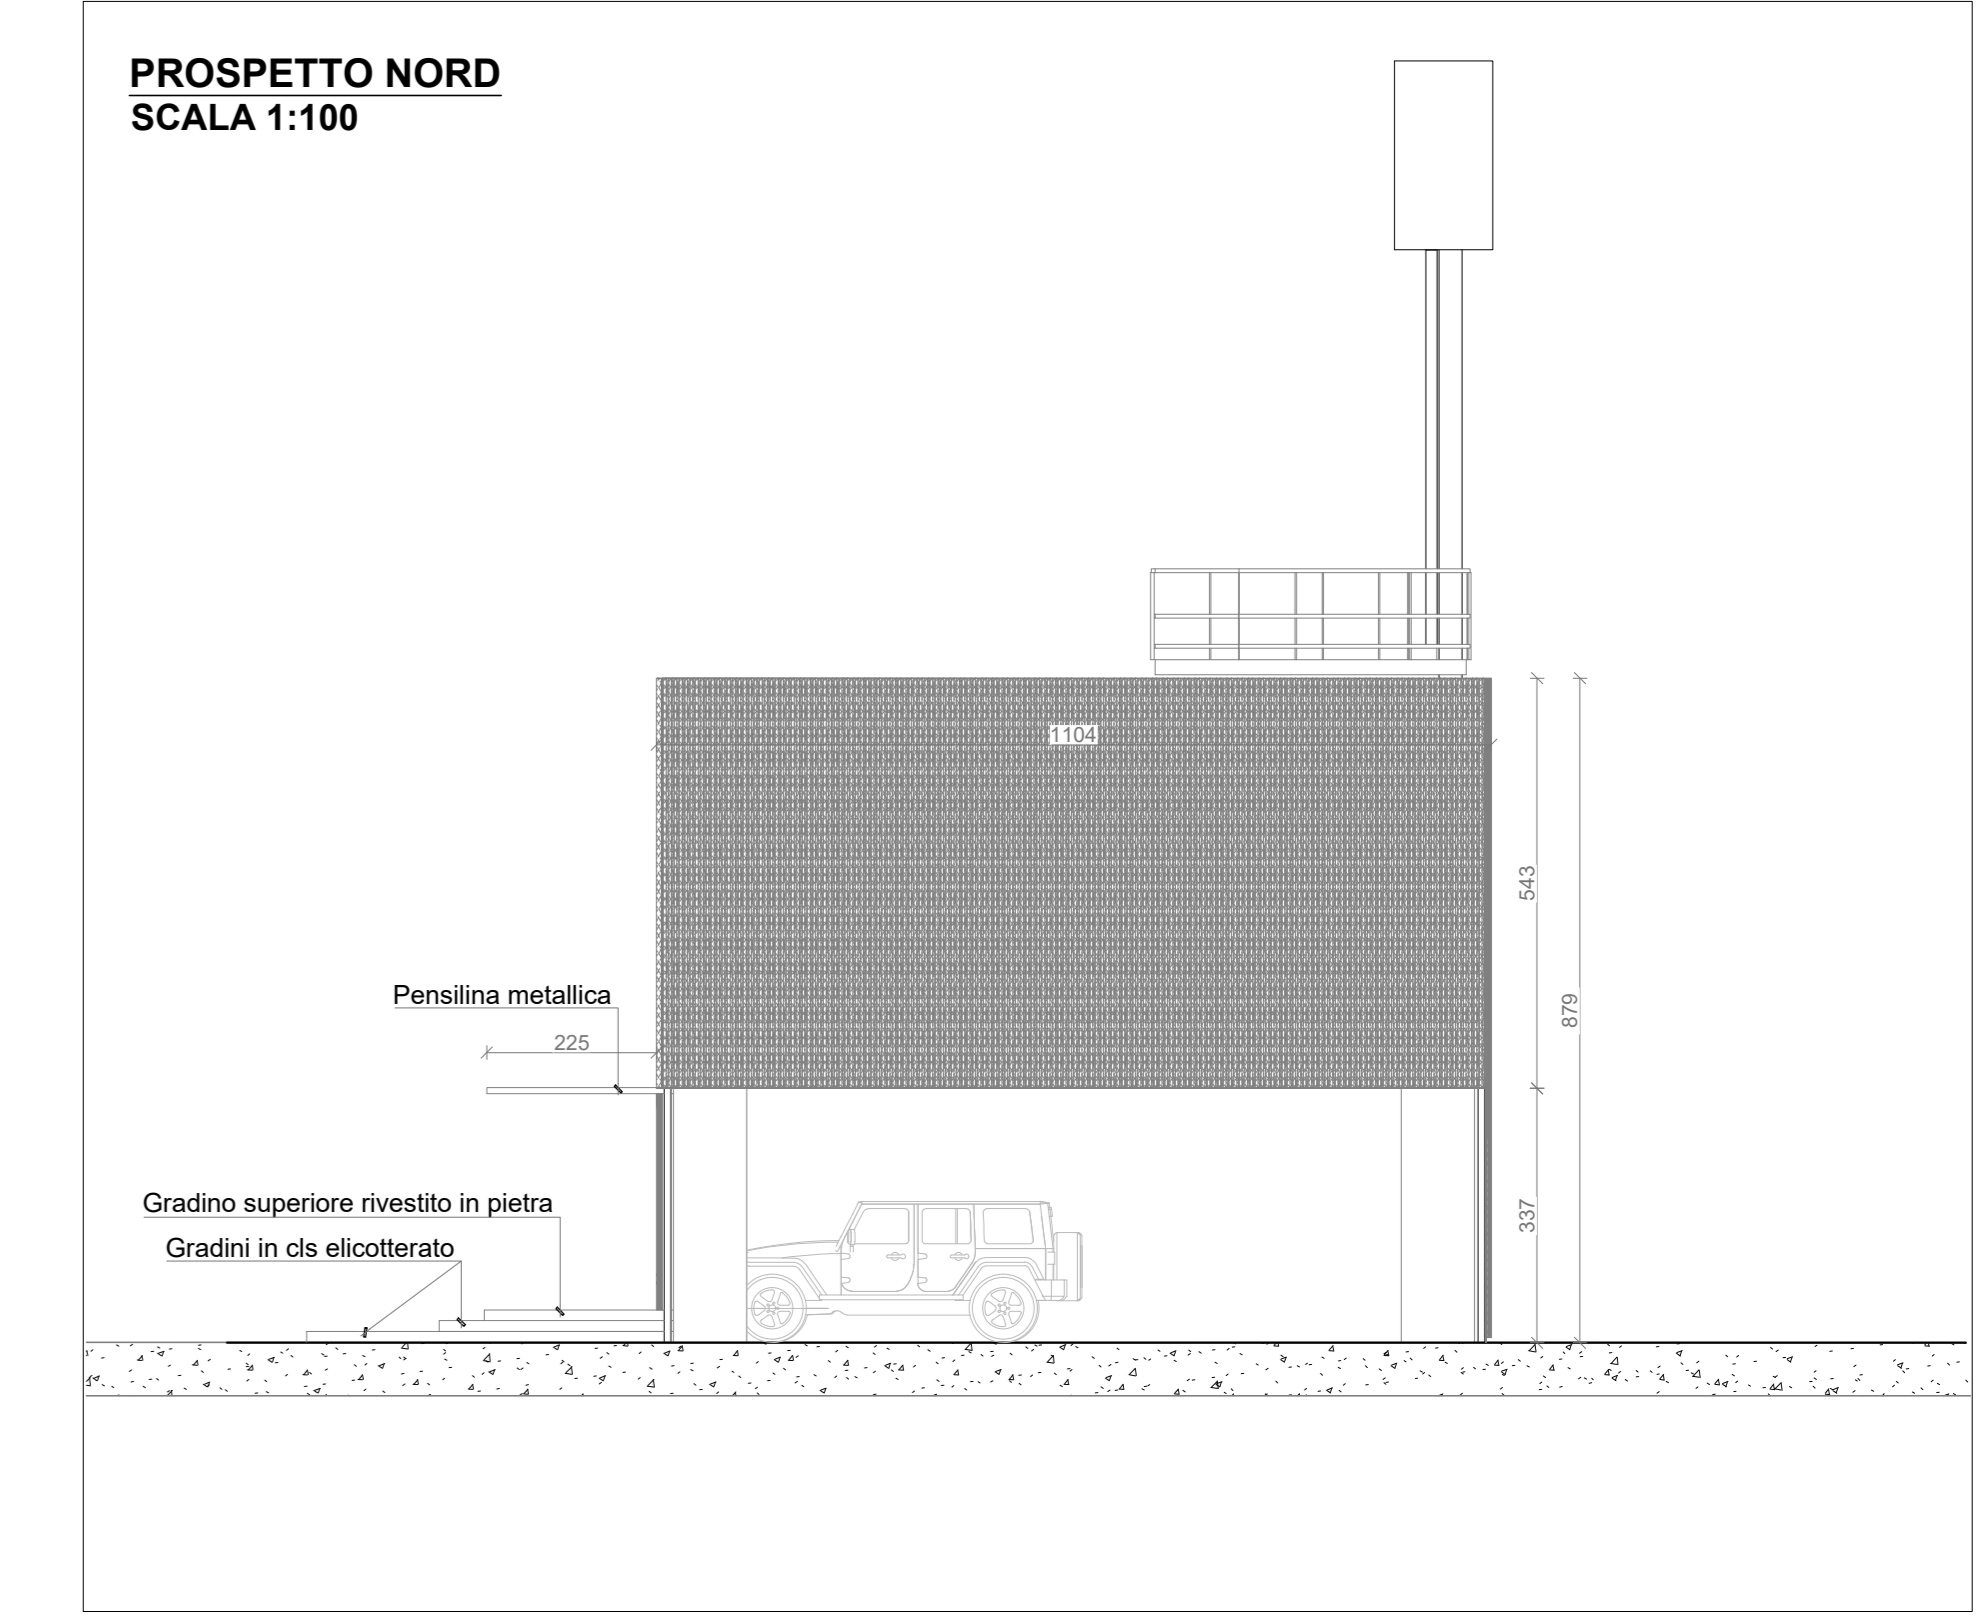 PROSPETTO NORD
SCALA 1:100
1104
543
879
Pensilina metallica
225
Gradino superiore rivestito in pietra
337
Gradini in cls elicotterato